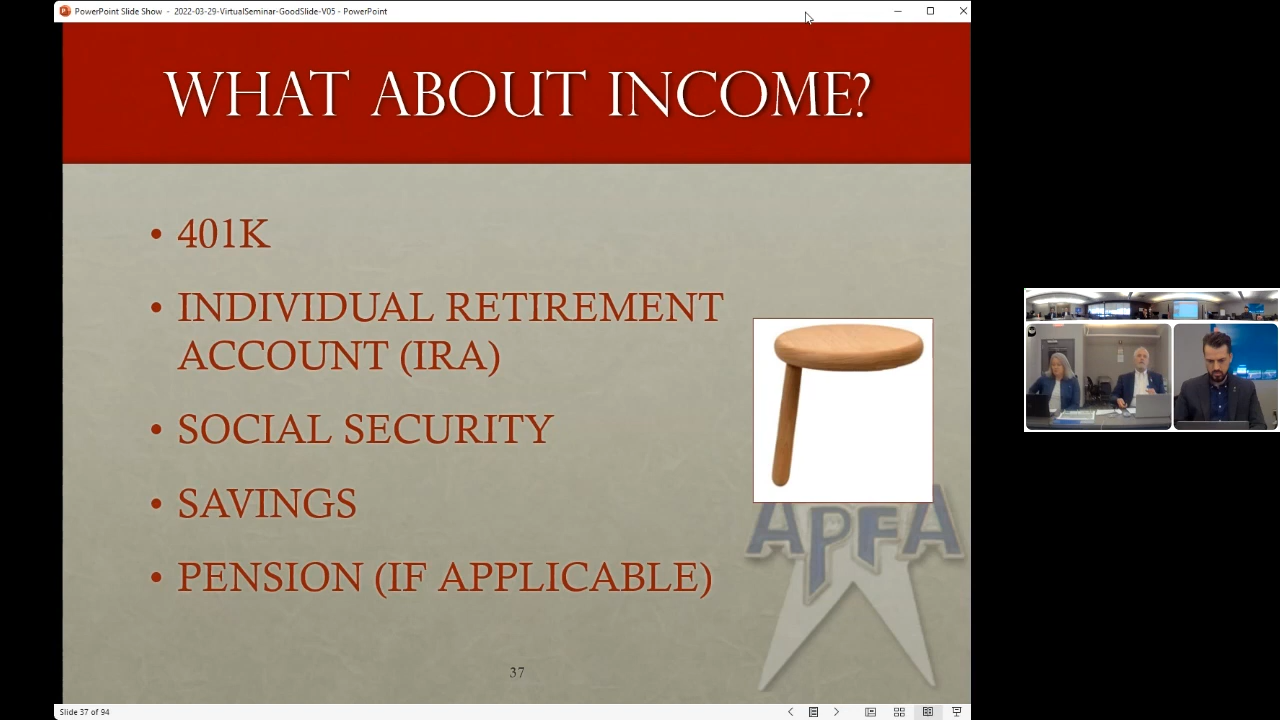 PowerPoint Slide Show - 2022-03-29-VirtualSeminar-GoodSlide-V05 - PowerPoint
WHAT ABOUT INCOME?
• 401K
• INDIVIDUAL RETIREMENT
ACCOUNT (IRA)
• SOCIAL SECURITY
• SAVINGS
• PENSION (IF APPLICABLE)
APFA
37
Slide 37 of 94